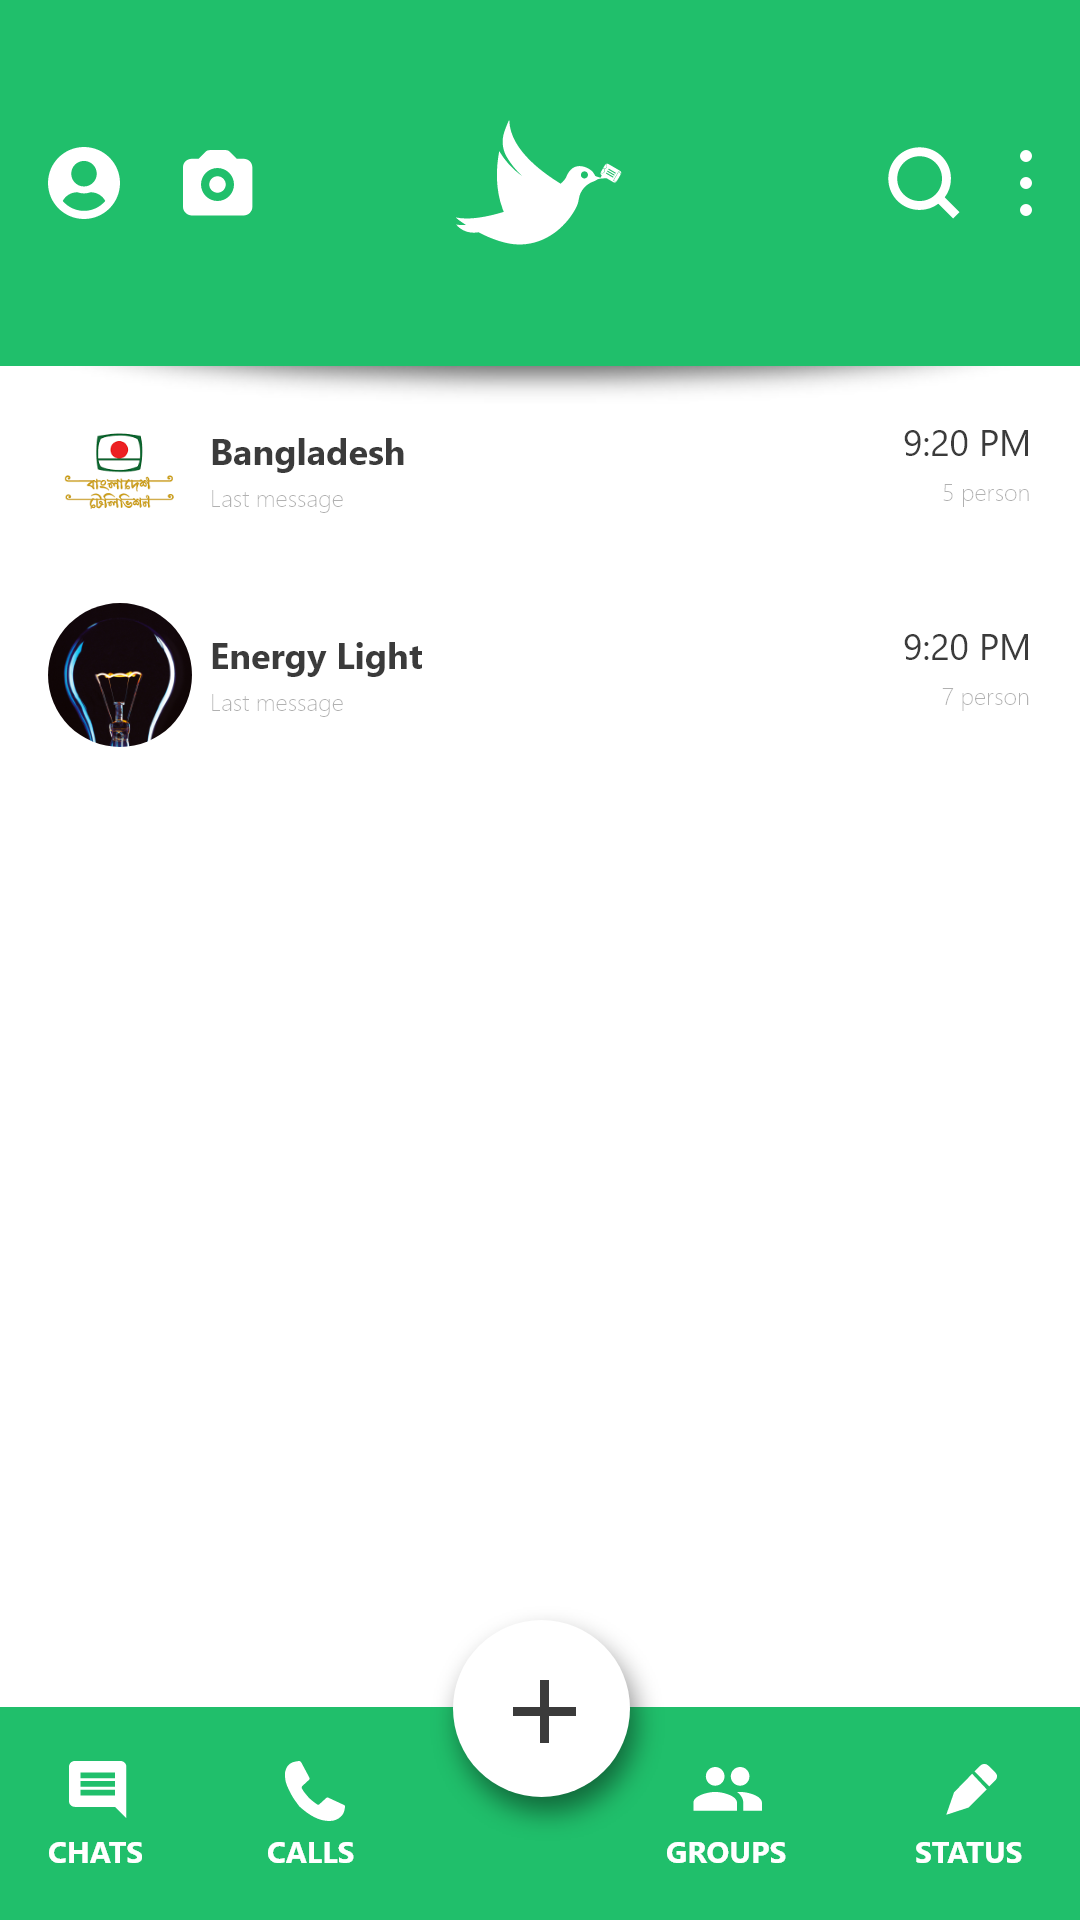 Bangladesh
9:20 PM
Last message
5 person
বাংলাদেশ
টেলিভিশন
Energy Light
9:20 PM
Last message
7 person
CHATS
CALLS
GROUPS
STATUS